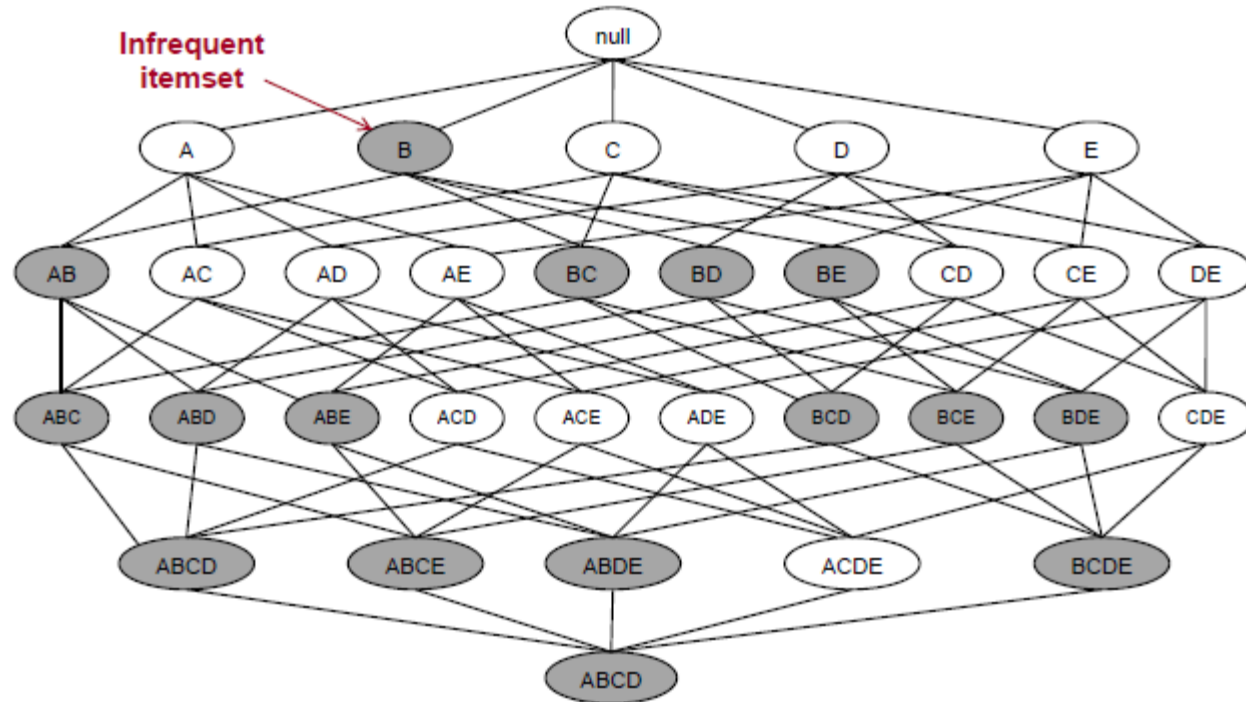 null
Infrequent
itemset
A B C D E
AB AC AD AE BC BD BE CD CE DE
ABC ABD ABE ACD ACE ADE BCD BCE BDE CDE
ABCD ABCE ABDE ACDE BCDE
ABCD